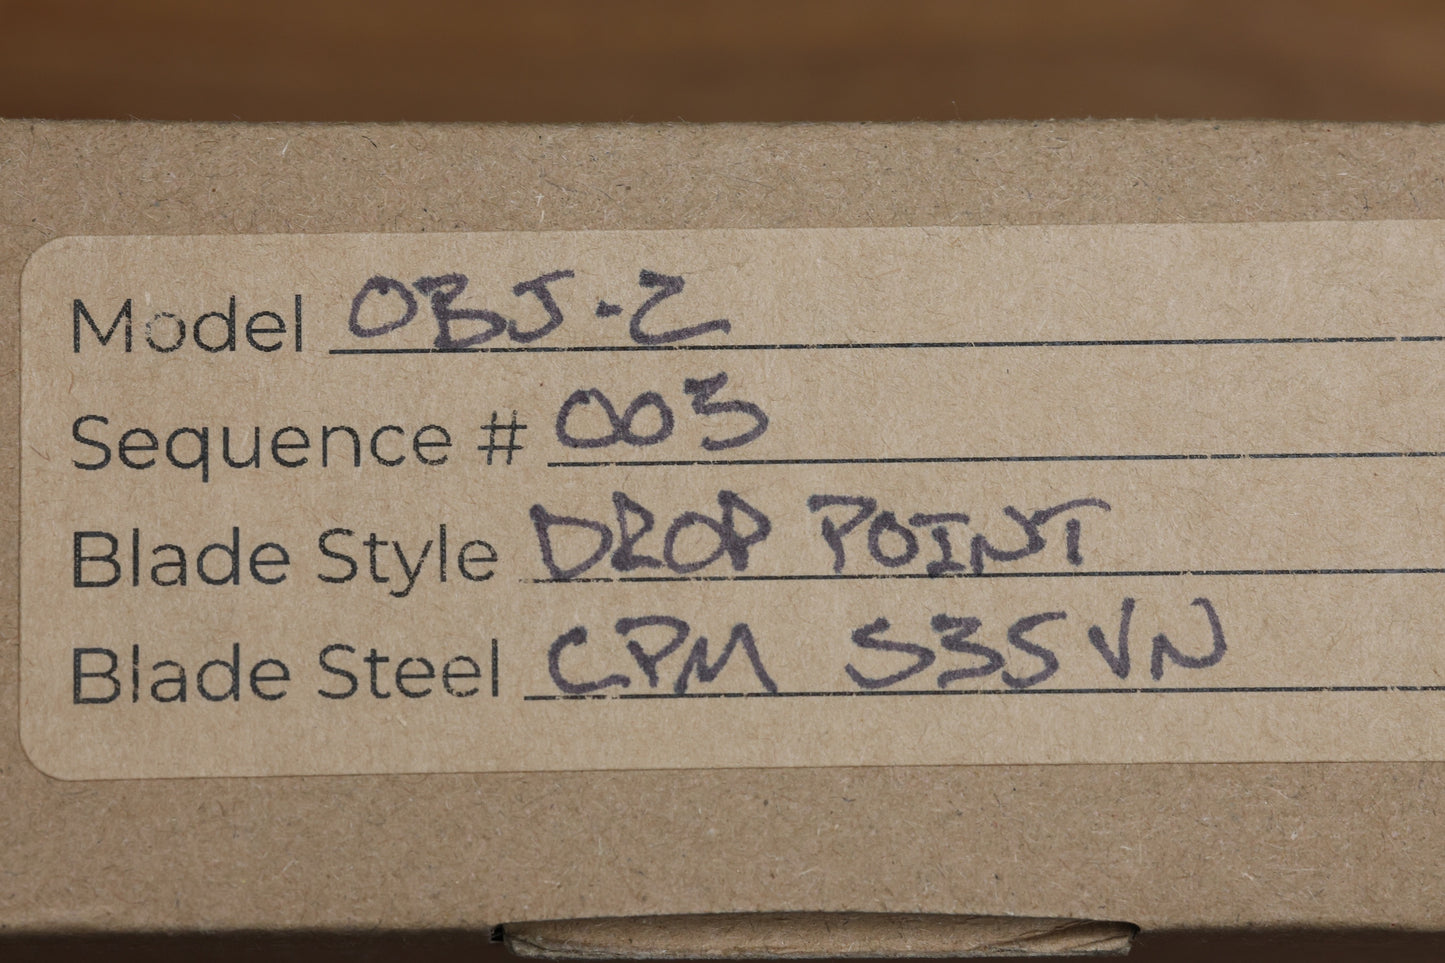 Model OBJ-2
Sequence # 003
Blade Style DROP POINT
Blade Steel CPM S35VN